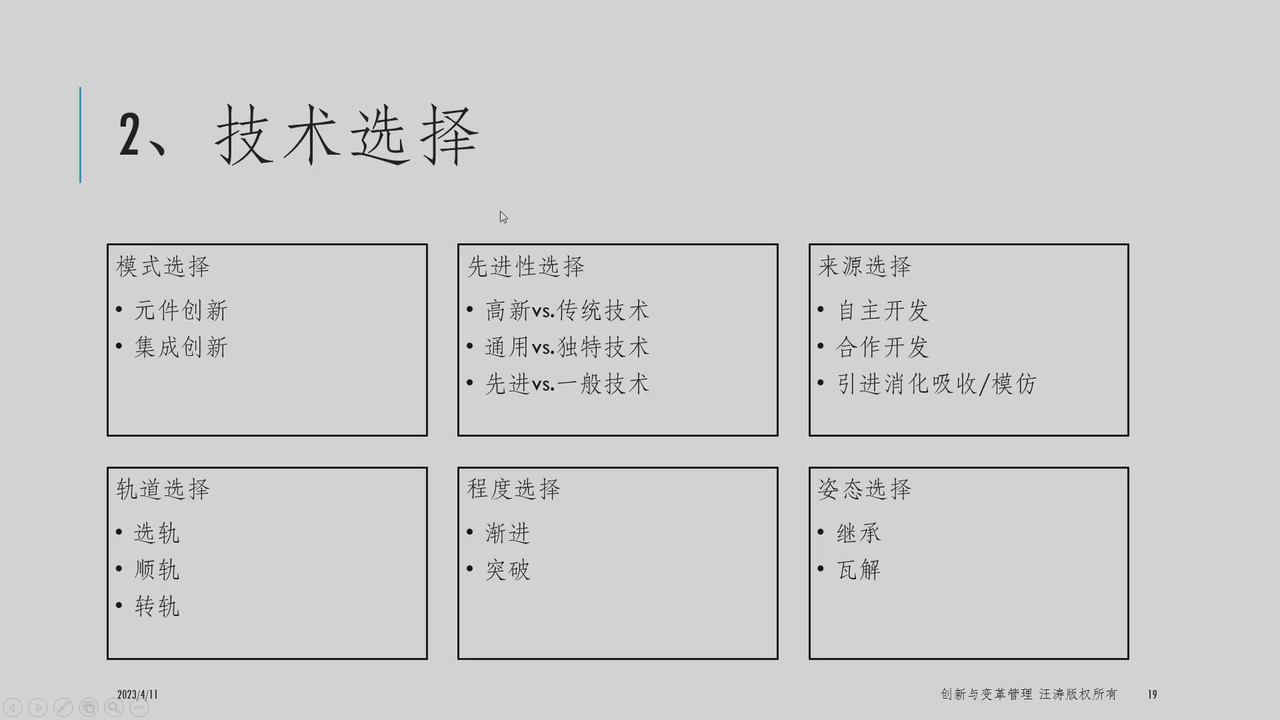 2、技术选择
模式选择
• 元件创新
• 集成创新
先进性选择
• 高新vs.传统技术
• 通用vs.独特技术
• 先进vs.一般技术
来源选择
• 自主开发
• 合作开发
• 引进消化吸收/模仿
轨道选择
• 选轨
• 顺轨
• 转轨
程度选择
• 渐进
• 突破
姿态选择
• 继承
• 瓦解
2023/4/11
创新与变革管理 汪涛版权所有
19